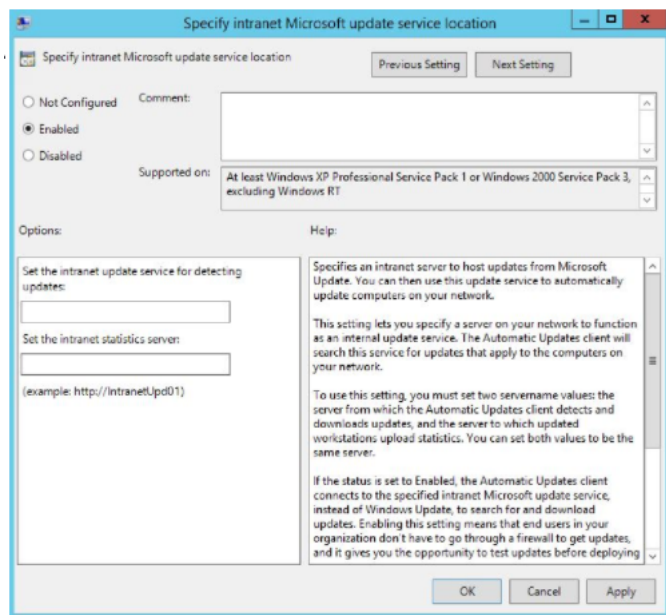 Specify intranet Microsoft update service location
Specify intranet Microsoft update service location
Previous Setting
Next Setting
Not Configured
Comment:
Enabled
Disabled
Supported on:
At least Windows XP Professional Service Pack 1 or Windows 2000 Service Pack 3,
excluding Windows RT
Options:
Help:
Set the intranet update service for detecting
updates:
Set the intranet statistics server:
(example: http://IntranetUpd01)
Specifies an intranet server to host updates from Microsoft
Update. You can then use this update service to automatically
update computers on your network.
This setting lets you specify a server on your network to function
as an internal update service. The Automatic Updates client will
search this service for updates that apply to the computers on
your network.
To use this setting, you must set two servername values: the
server from which the Automatic Updates client detects and
downloads updates, and the server to which updated
workstations upload statistics. You can set both values to be the
same server.
If the status is set to Enabled, the Automatic Updates client
connects to the specified intranet Microsoft update service,
instead of Windows Update, to search for and download
updates. Enabling this setting means that end users in your
organization don't have to go through a firewall to get updates,
and it gives you the opportunity to test updates before deploying
OK
Cancel
Apply